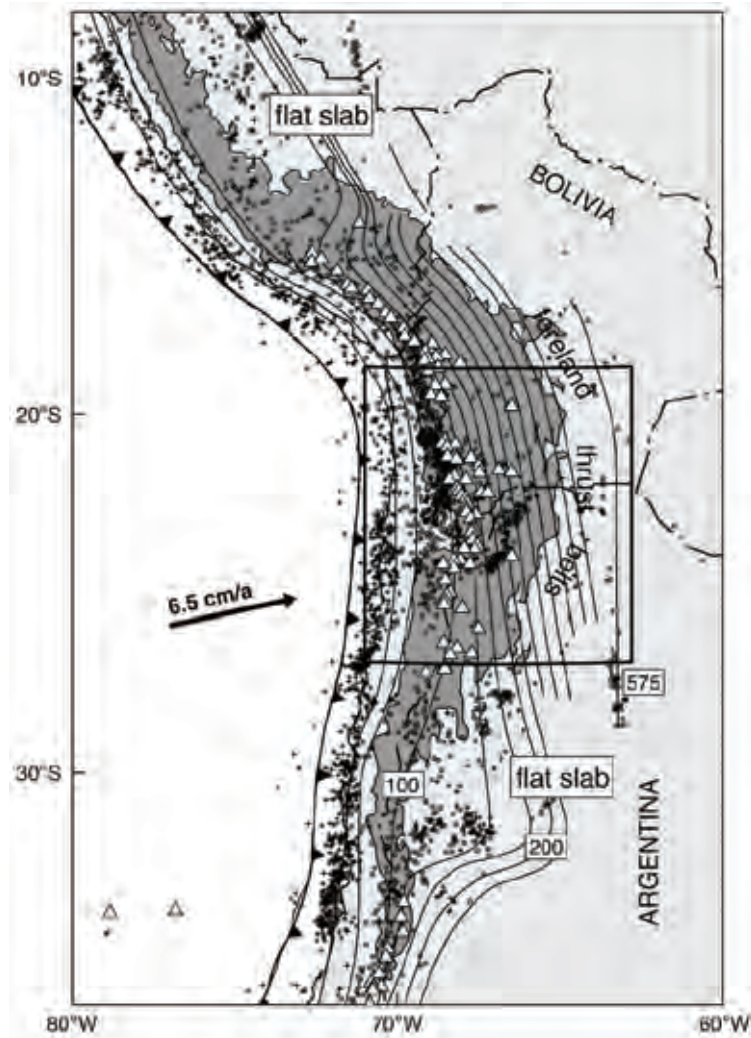 10°S
flat slab
BOLIVIA
foreland
20°S
thrust
belts
6.5 cm/a
575
30°S
100
flat slab
200
ARGENTINA
80°W
70°W
60°W